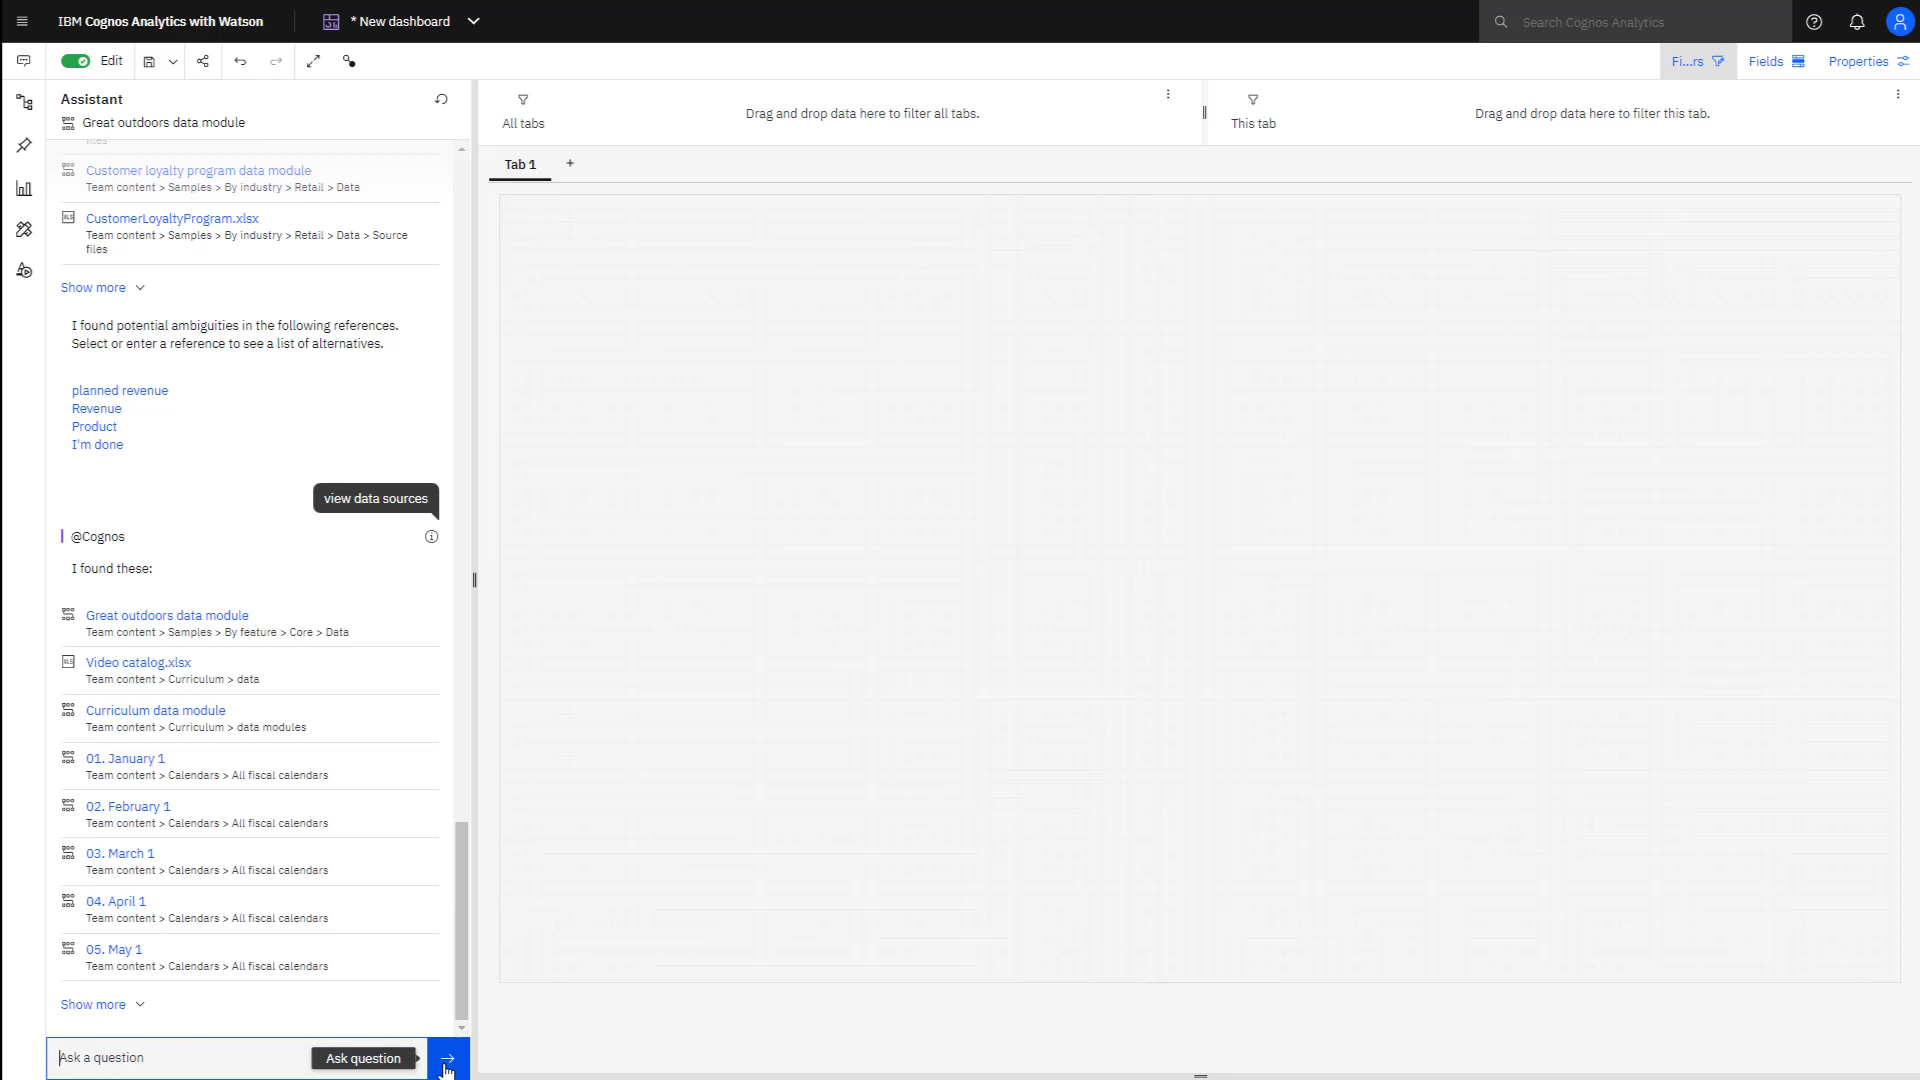 IBM Cognos Analytics with Watson
* New dashboard
Search Cognos Analytics
Edit
Fi...rs
Fields
Properties
Assistant
Great outdoors data module
files
Customer loyalty program data module
Team content > Samples > By industry > Retail > Data
CustomerLoyaltyProgram.xlsx
Team content > Samples > By industry > Retail > Data > Source
files
Show more
I found potential ambiguities in the following references.
Select or enter a reference to see a list of alternatives.
planned revenue
Revenue
Product
I'm done
view data sources
@Cognos
I found these:
Great outdoors data module
Team content > Samples > By feature > Core > Data
Video catalog.xlsx
Team content > Curriculum > data
Curriculum data module
Team content > Curriculum > data modules
01. January 1
Team content > Calendars > All fiscal calendars
02. February 1
Team content > Calendars > All fiscal calendars
03. March 1
Team content > Calendars > All fiscal calendars
04. April 1
Team content > Calendars > All fiscal calendars
05. May 1
Team content > Calendars > All fiscal calendars
Show more
Ask a question
Ask question
All tabs
Drag and drop data here to filter all tabs.
This tab
Drag and drop data here to filter this tab.
Tab 1